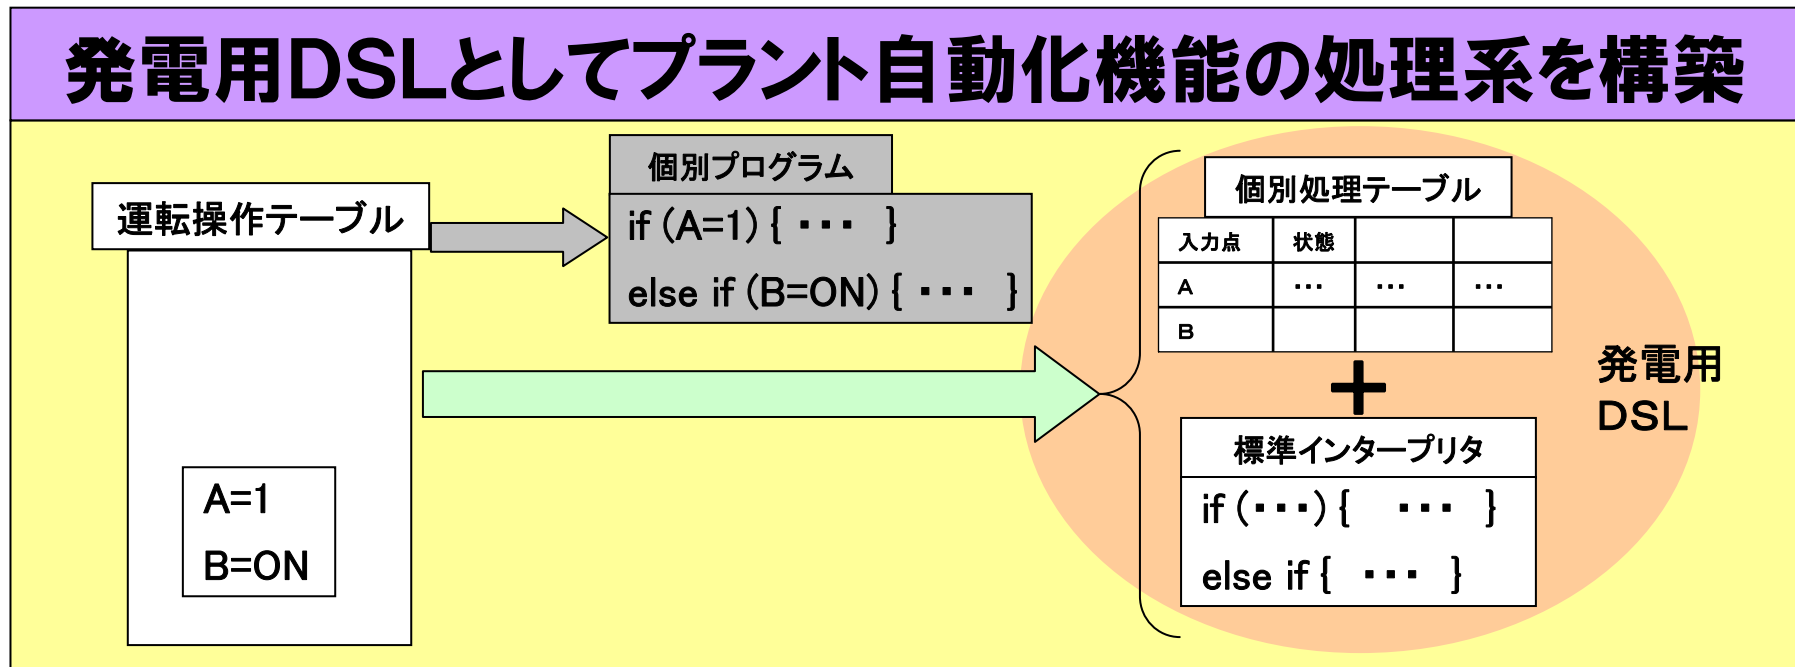 発電用DSLとしてプラント自動化機能の処理系を構築
運転操作テーブル
A=1
B=ON
個別プログラム
if (A=1) { ・・・ }
else if (B=ON) { ・・・ }
個別処理テーブル
入力点 状態
A ・・・ ・・・ ・・・
B
+
標準インタープリタ
if (・・・) { ・・・ }
else if { ・・・ }
発電用
DSL